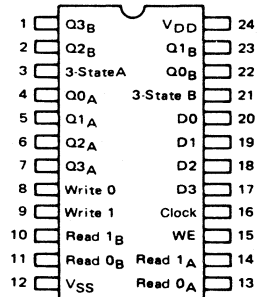 1 Q3B VDD 24
2 Q2B Q1B 23
3 3-StateA Q0B 22
4 Q0A 3-State B 21
5 Q1A D0 20
6 Q2A D1 19
7 Q3A D2 18
8 Write 0 D3 17
9 Write 1 Clock 16
10 Read 1B WE 15
11 Read 0B Read 1A 14
12 VSS Read 0A 13